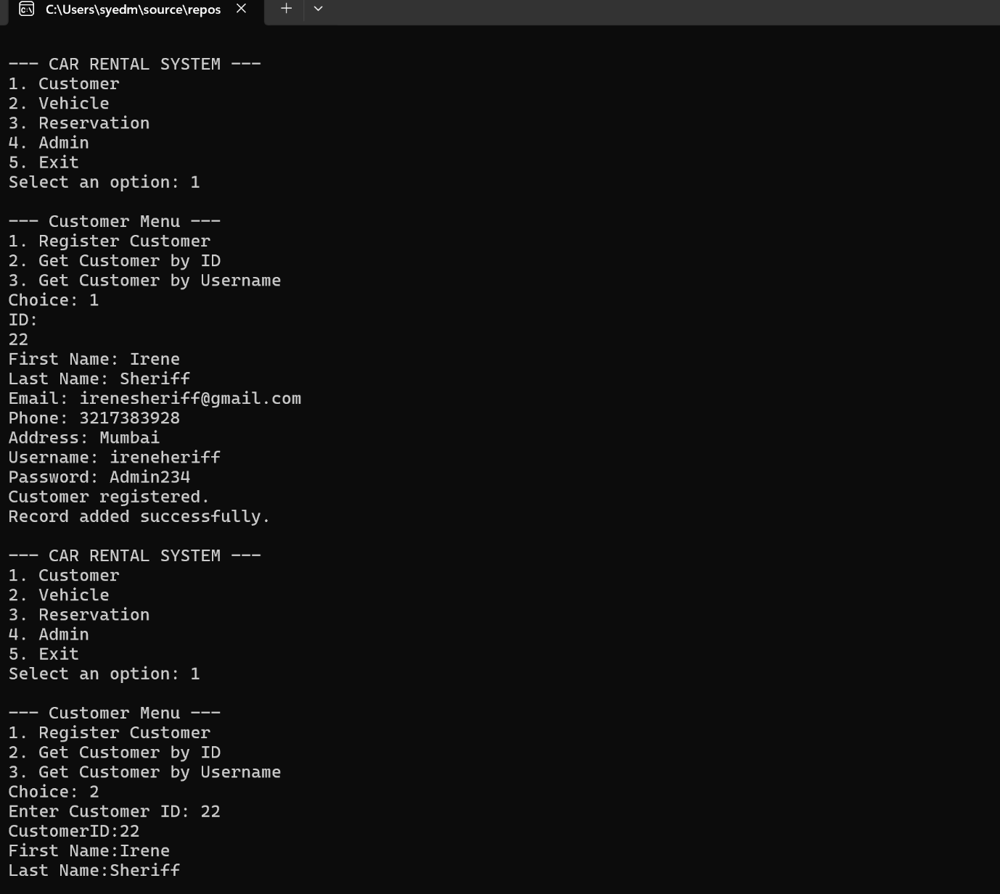 C:\Users\syedm\source\repos
--- CAR RENTAL SYSTEM ---
1. Customer
2. Vehicle
3. Reservation
4. Admin
5. Exit
Select an option: 1
--- Customer Menu ---
1. Register Customer
2. Get Customer by ID
3. Get Customer by Username
Choice: 1
ID:
22
First Name: Irene
Last Name: Sheriff
Email: irenesheriff@gmail.com
Phone: 3217383928
Address: Mumbai
Username: ireneheriff
Password: Admin234
Customer registered.
Record added successfully.
--- CAR RENTAL SYSTEM ---
1. Customer
2. Vehicle
3. Reservation
4. Admin
5. Exit
Select an option: 1
--- Customer Menu ---
1. Register Customer
2. Get Customer by ID
3. Get Customer by Username
Choice: 2
Enter Customer ID: 22
CustomerID:22
First Name:Irene
Last Name:Sheriff